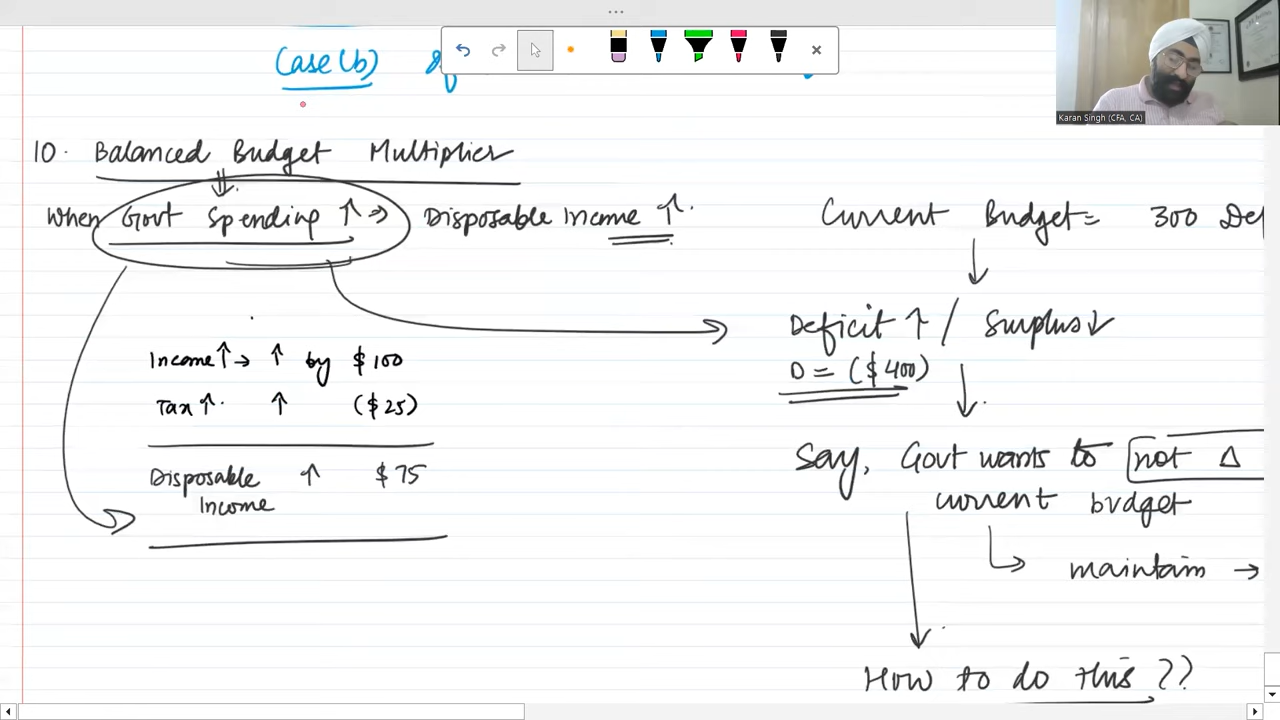 Case (b)
Karan Singh (CFA, CA)
10. Balanced Budget Multiplier
When Govt Spending ↑ ⇒ Disposable Income ↑.
Current Budget = 300 Def
Deficit ↑ / Surplus ↓
D = ($400)
Income ↑ → ↑ by $100
Tax ↑. ↑ ($25)
Disposable ↑ $75
Income
Say, Govt wants to not Δ
current budget
maintain →
How to do this ??